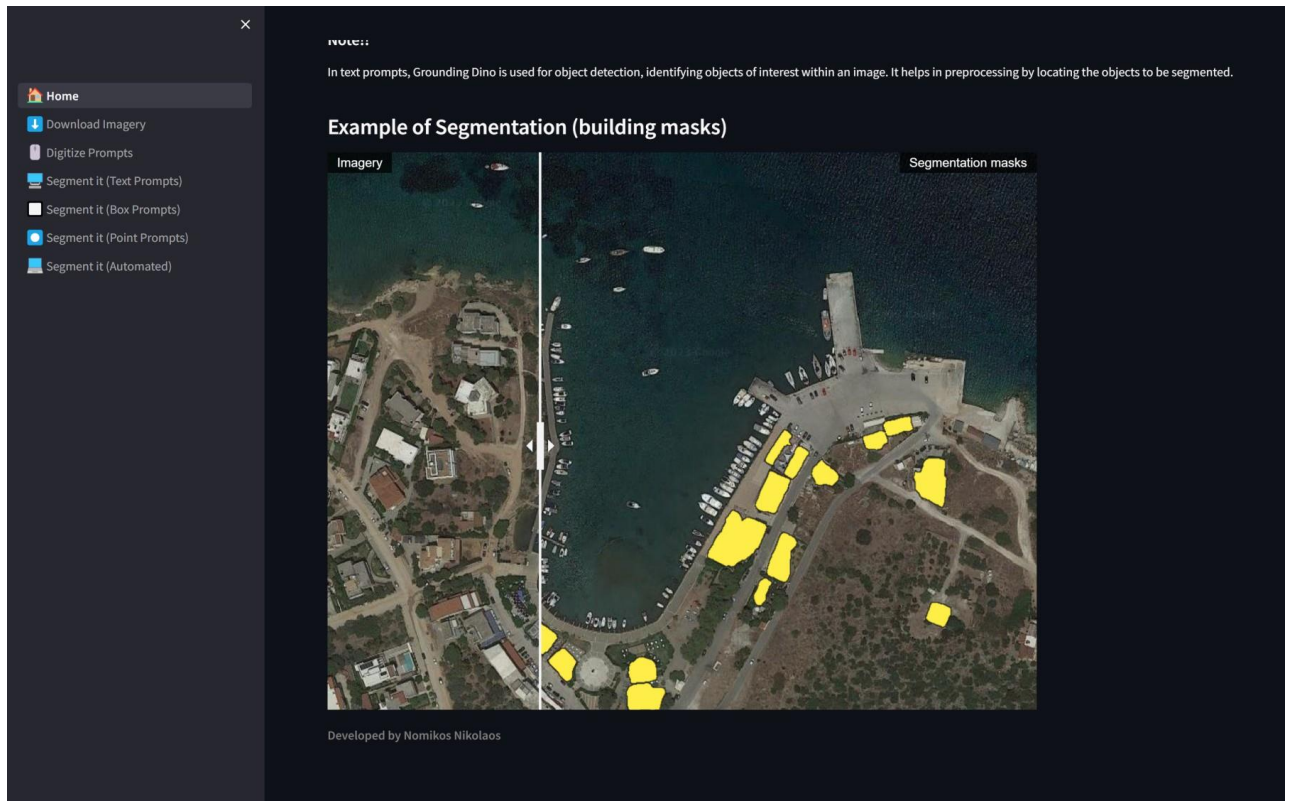 Note!!
In text prompts, Grounding Dino is used for object detection, identifying objects of interest within an image. It helps in preprocessing by locating the objects to be segmented.
Home
Download Imagery
Digitize Prompts
Segment it (Text Prompts)
Segment it (Box Prompts)
Segment it (Point Prompts)
Segment it (Automated)
Example of Segmentation (building masks)
Imagery
Segmentation masks
Developed by Nomikos Nikolaos